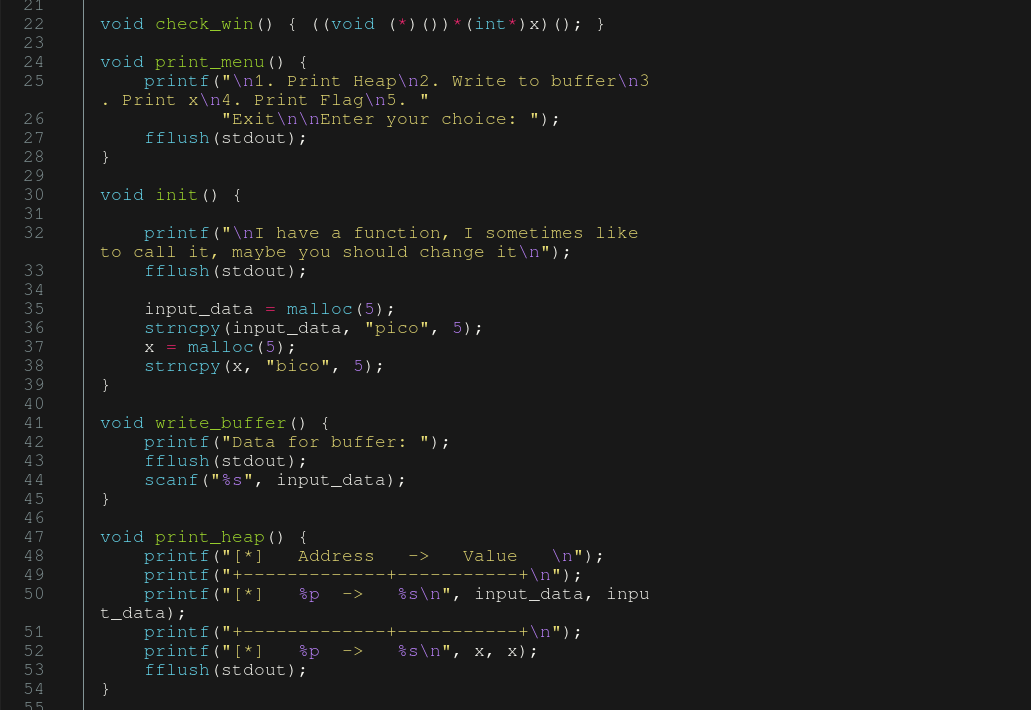 21
22 void check_win() { ((void (*)())*(int*)x)(); }
23
24 void print_menu() {
25     printf("\n1. Print Heap\n2. Write to buffer\n3
. Print x\n4. Print Flag\n5. "
26            "Exit\n\nEnter your choice: ");
27     fflush(stdout);
28 }
29
30 void init() {
31
32     printf("\nI have a function, I sometimes like
to call it, maybe you should change it\n");
33     fflush(stdout);
34
35     input_data = malloc(5);
36     strncpy(input_data, "pico", 5);
37     x = malloc(5);
38     strncpy(x, "bico", 5);
39 }
40
41 void write_buffer() {
42     printf("Data for buffer: ");
43     fflush(stdout);
44     scanf("%s", input_data);
45 }
46
47 void print_heap() {
48     printf("[*]   Address   ->   Value   \n");
49     printf("+-------------+-----------+\n");
50     printf("[*]   %p  ->   %s\n", input_data, inpu
t_data);
51     printf("+-------------+-----------+\n");
52     printf("[*]   %p  ->   %s\n", x, x);
53     fflush(stdout);
54 }
55